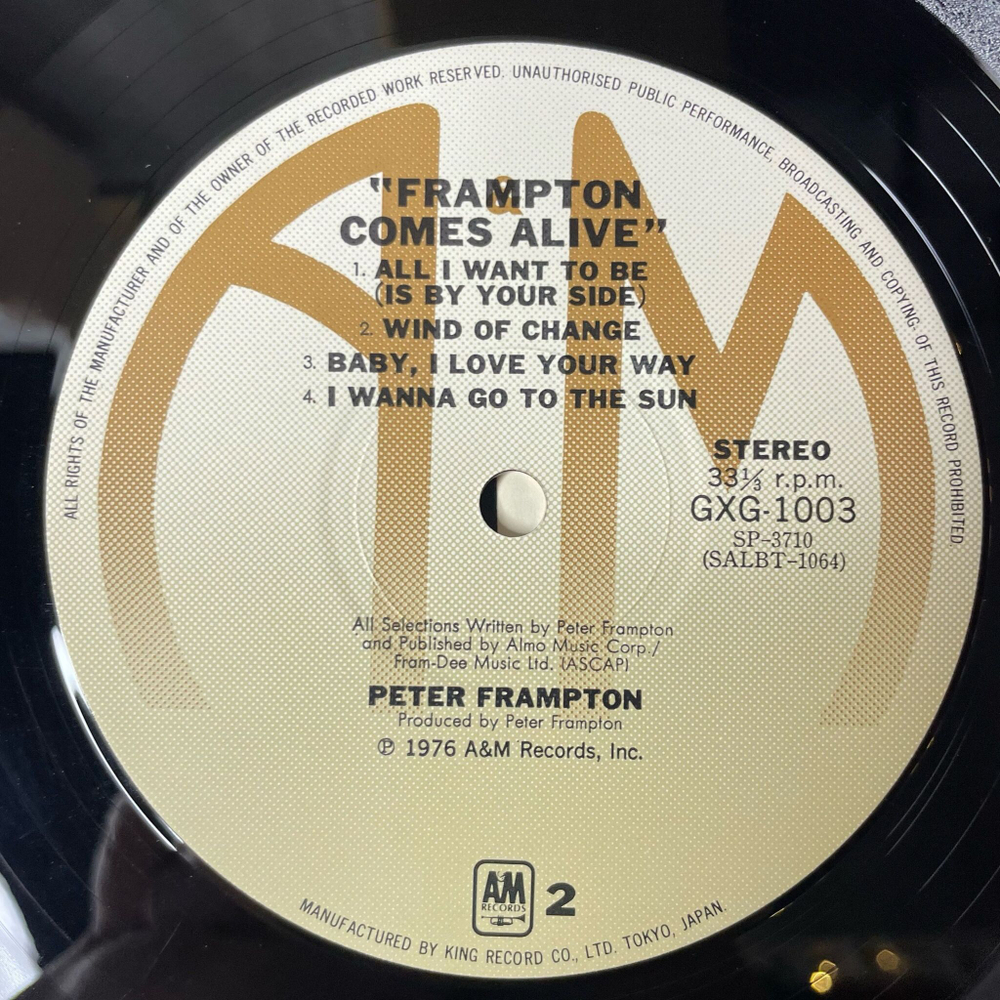 ALL RIGHTS OF THE MANUFACTURER AND OF THE OWNER OF THE RECORDED WORK RESERVED. UNAUTHORISED PUBLIC PERFORMANCE, BROADCASTING AND COPYING· OF THIS RECORD PROHIBITED.
A & M
"FRAMPTON
COMES ALIVE"
1. ALL I WANT TO BE
(IS BY YOUR SIDE)
2. WIND OF CHANGE
3. BABY, I LOVE YOUR WAY
4. I WANNA GO TO THE SUN
STEREO
33⅓ r.p.m.
GXG-1003
SP-3710
(SALBT-1064)
All Selections Written by Peter Frampton
and Published by Almo Music Corp./
Fram-Dee Music Ltd. (ASCAP)
PETER FRAMPTON
Produced by Peter Frampton
℗ 1976 A&M Records, Inc.
A&M
RECORDS
2
MANUFACTURED BY KING RECORD CO., LTD. TOKYO, JAPAN.